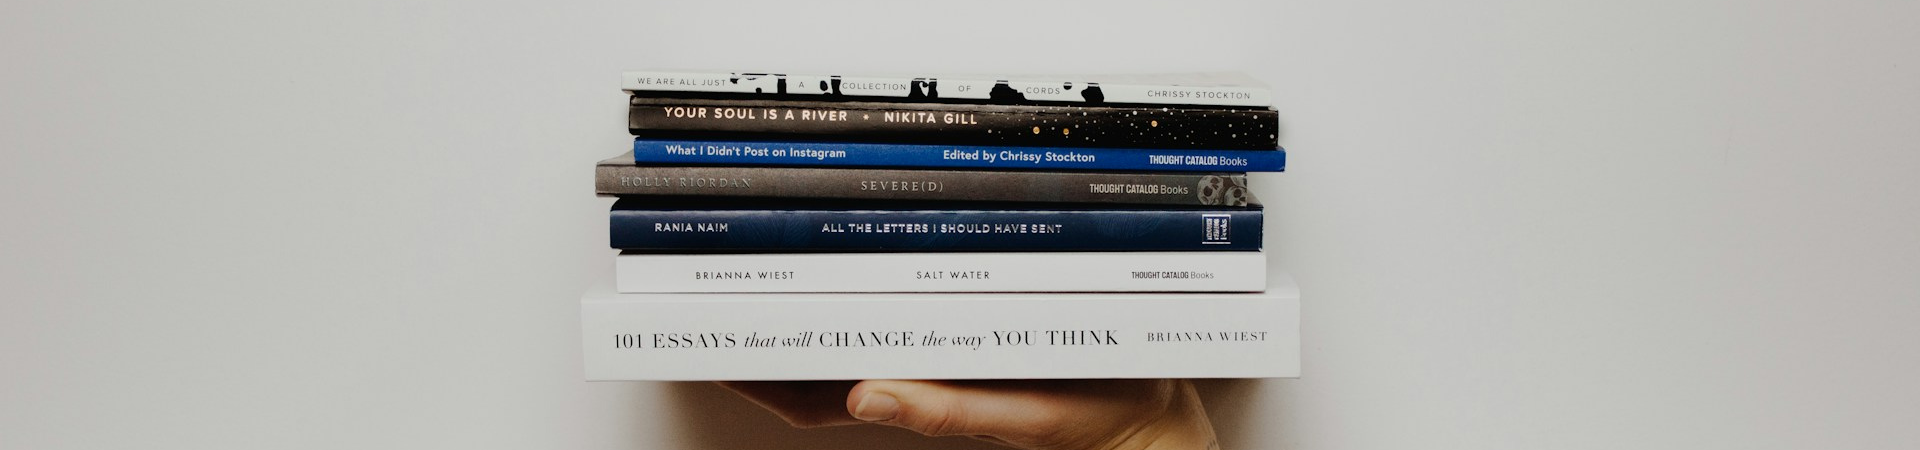 WE ARE ALL JUST A COLLECTION OF CORDS CHRISSY STOCKTON
YOUR SOUL IS A RIVER * NIKITA GILL
What I Didn't Post on Instagram Edited by Chrissy Stockton THOUGHT CATALOG Books
HOLLY RIORDAN SEVERE(D) THOUGHT CATALOG Books
RANIA NAIM ALL THE LETTERS I SHOULD HAVE SENT
BRIANNA WIEST SALT WATER THOUGHT CATALOG Books
101 ESSAYS that will CHANGE the way YOU THINK BRIANNA WIEST